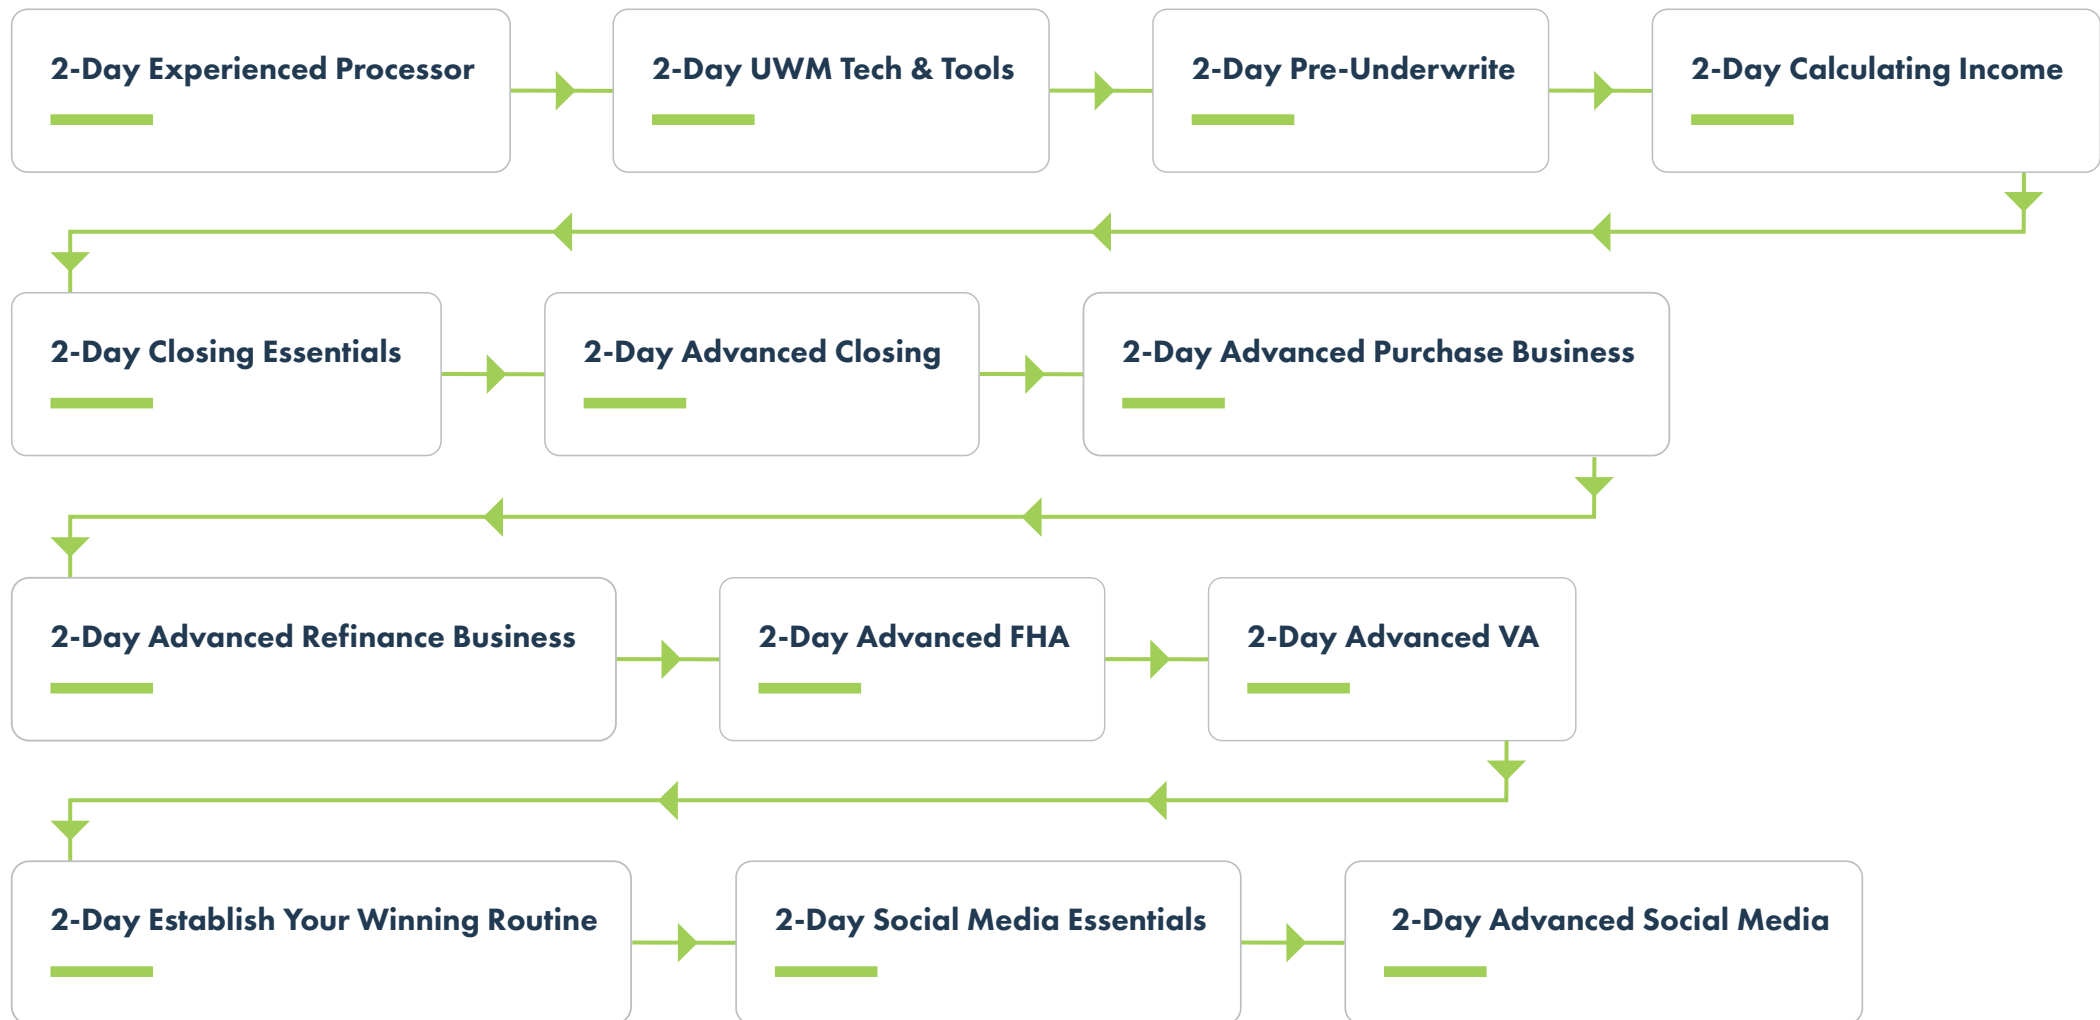 2-Day Experienced Processor
2-Day UWM Tech & Tools
2-Day Pre-Underwrite
2-Day Calculating Income
2-Day Closing Essentials
2-Day Advanced Closing
2-Day Advanced Purchase Business
2-Day Advanced Refinance Business
2-Day Advanced FHA
2-Day Advanced VA
2-Day Establish Your Winning Routine
2-Day Social Media Essentials
2-Day Advanced Social Media